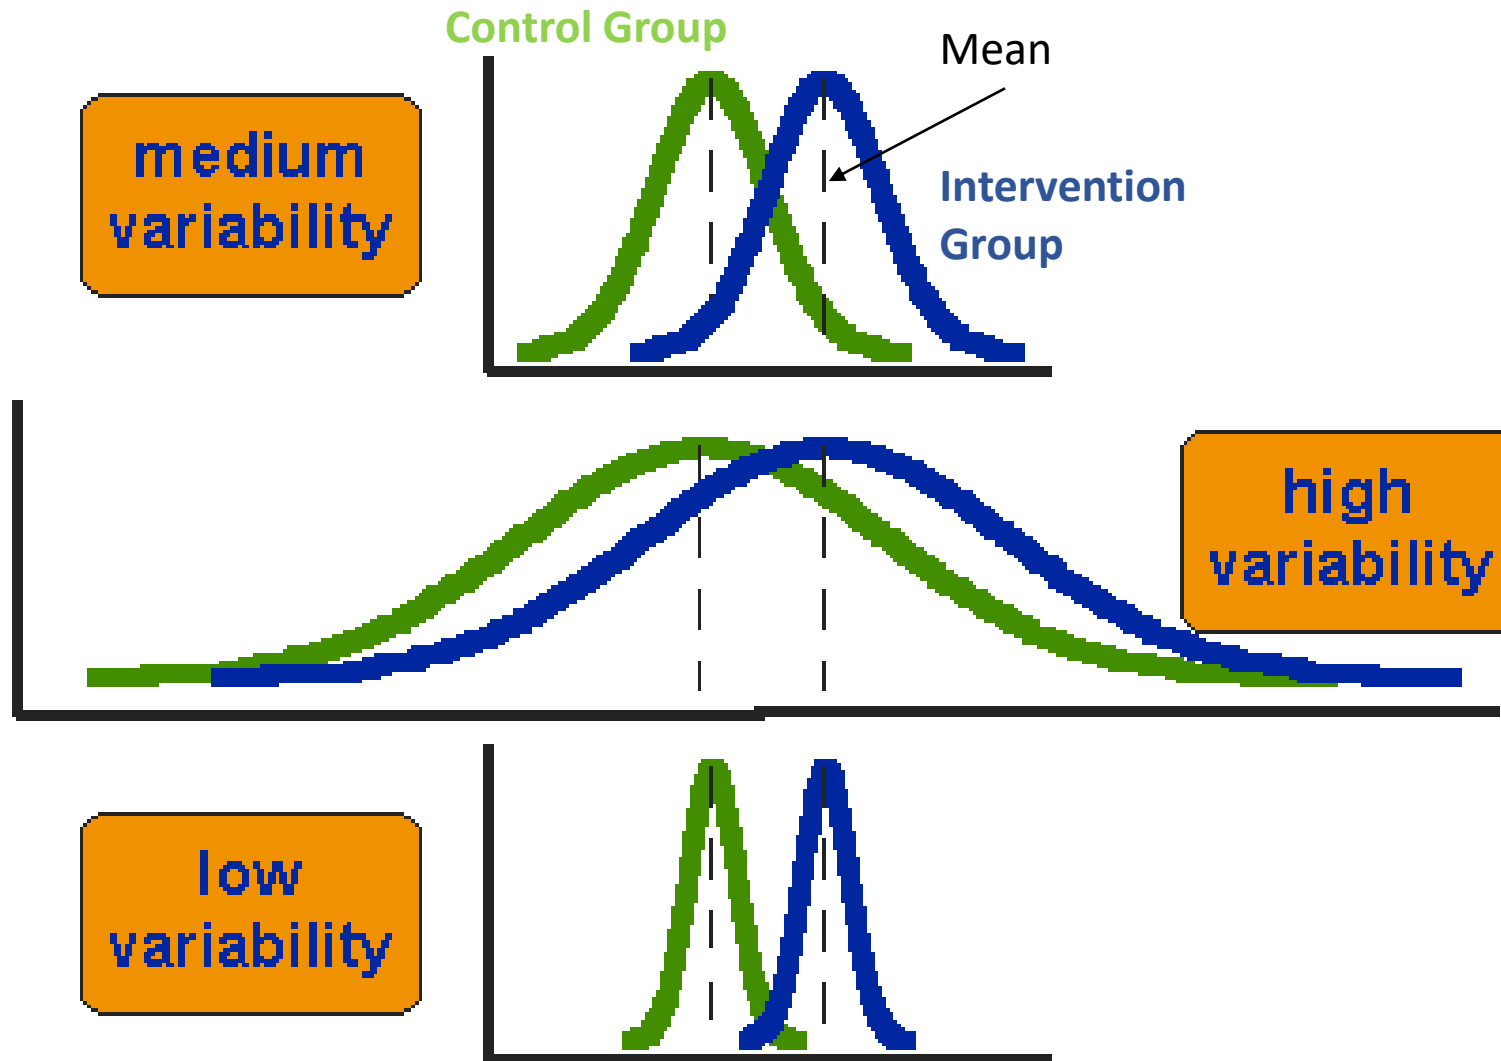 Control Group
Mean
medium
variability
Intervention
Group
high
variability
low
variability